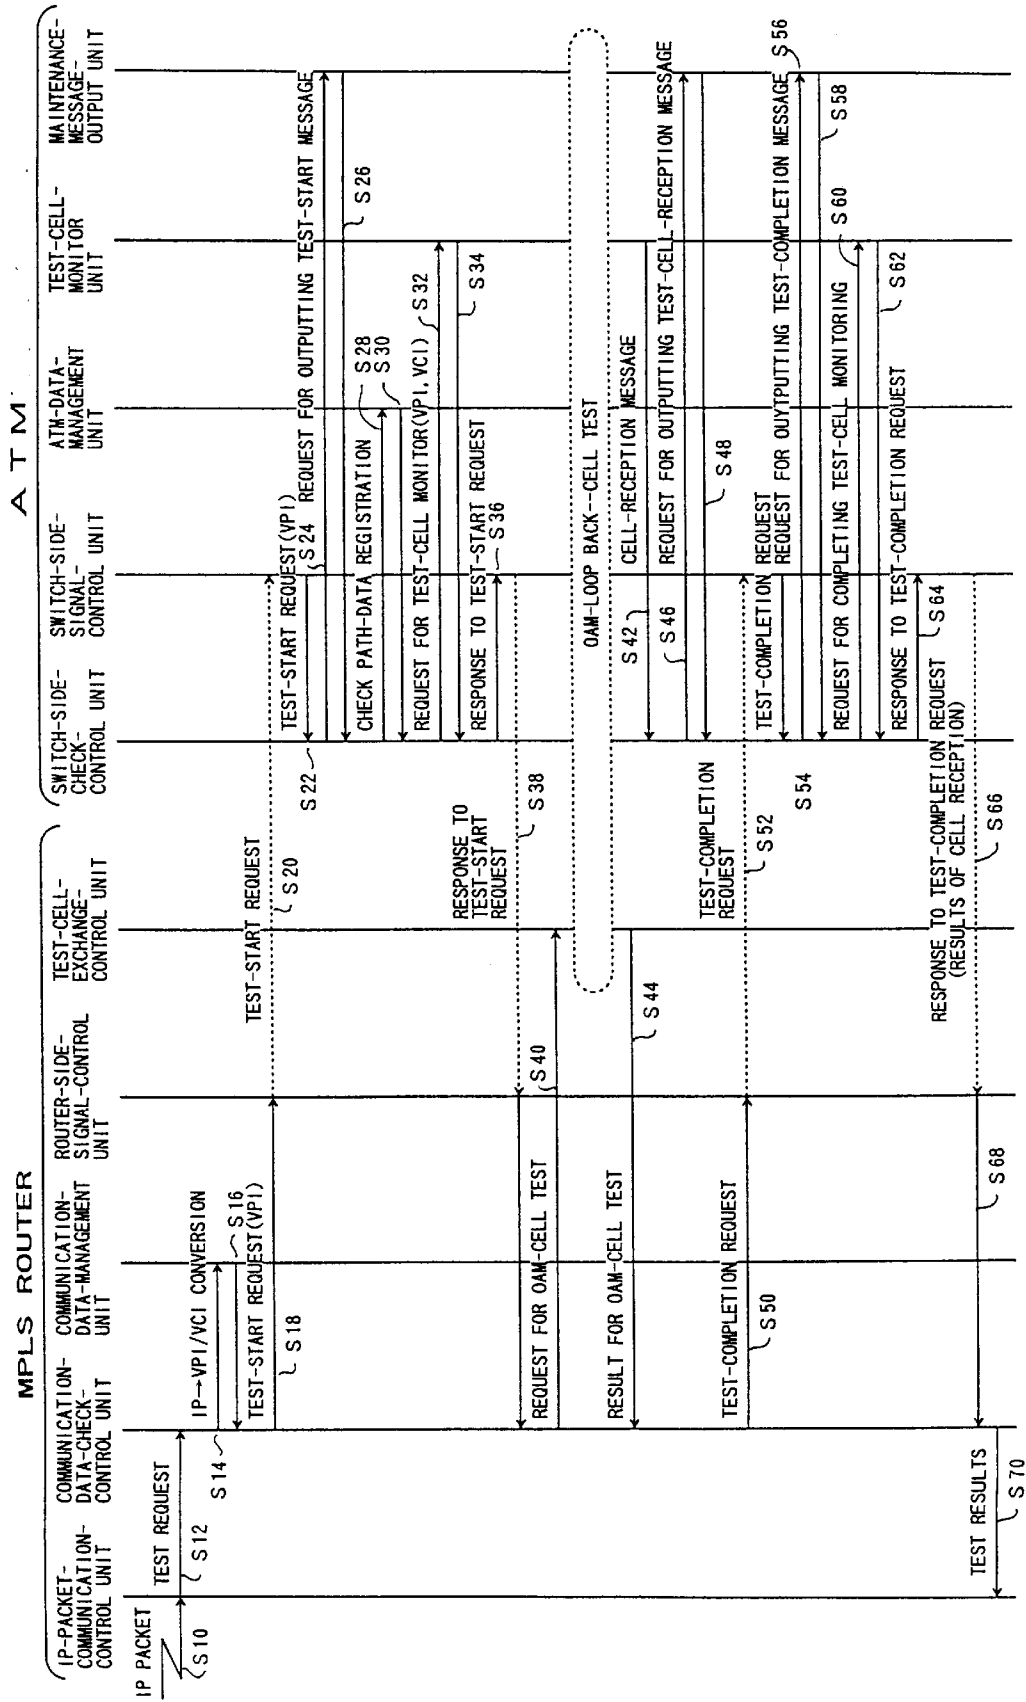 MPLS ROUTER
A T M
IP-PACKET-
COMMUNICATION-
CONTROL UNIT
COMMUNICATION-
DATA-CHECK-
CONTROL UNIT
COMMUNICATION-
DATA-MANAGEMENT
UNIT
ROUTER-SIDE-
SIGNAL-CONTROL
UNIT
TEST-CELL-
EXCHANGE-
CONTROL UNIT
SWITCH-SIDE-
CHECK-
CONTROL UNIT
SWITCH-SIDE-
SIGNAL-
CONTROL UNIT
ATM-DATA-
MANAGEMENT
UNIT
TEST-CELL-
MONITOR
UNIT
MAINTENANCE-
MESSAGE-
OUTPUT UNIT
IP PACKET
S10
TEST REQUEST
S12
S14
IP→VPI/VCI CONVERSION
S16
TEST-START REQUEST(VPI)
S18
TEST-START REQUEST
S20
S22
TEST-START REQUEST(VPI)
S24
REQUEST FOR OUTPUTTING TEST-START MESSAGE
S26
CHECK PATH-DATA REGISTRATION
S28
S30
REQUEST FOR TEST-CELL MONITOR(VPI,VCI)
S32
S34
RESPONSE TO TEST-START REQUEST
S36
RESPONSE TO
TEST-START
REQUEST
S38
REQUEST FOR OAM-CELL TEST
S40
OAM-LOOP BACK--CELL TEST
S42
CELL-RECEPTION MESSAGE
RESULT FOR OAM-CELL TEST
S44
S46
REQUEST FOR OUTPUTTING TEST-CELL-RECEPTION MESSAGE
S48
TEST-COMPLETION REQUEST
S50
TEST-COMPLETION
REQUEST
S52
TEST-COMPLETION REQUEST
S54
REQUEST FOR OUYTPUTTING TEST-COMPLETION MESSAGE
S56
S58
REQUEST FOR COMPLETING TEST-CELL MONITORING
S60
S62
RESPONSE TO TEST-COMPLETION REQUEST
S64
RESPONSE TO TEST-COMPLETION REQUEST
(RESULTS OF CELL RECEPTION)
S66
S68
TEST RESULTS
S70